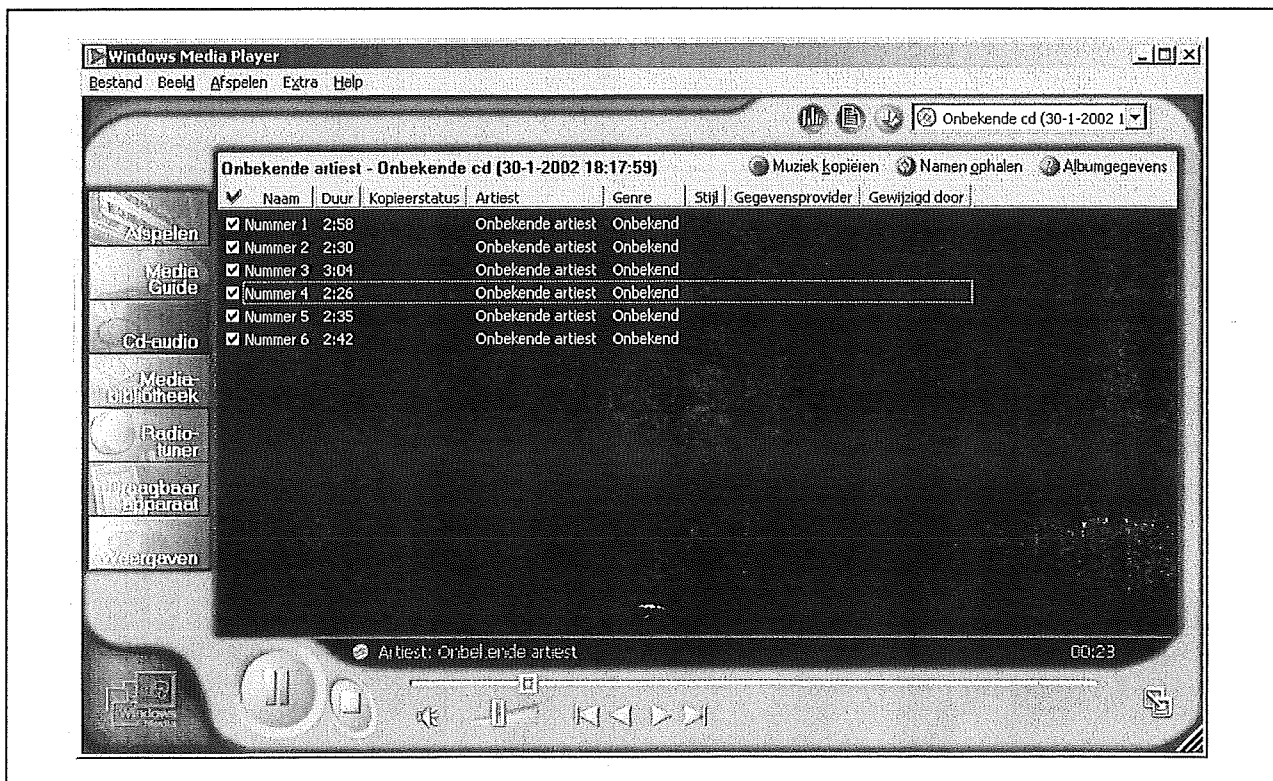 Windows Media Player
Bestand Beeld Afspelen Extra Help
Onbekende cd (30-1-2002 1
Onbekende artiest - Onbekende cd (30-1-2002 18:17:59) Muziek kopiëren Namen ophalen Albumgegevens
Naam Duur Kopieerstatus Artiest Genre Stijl Gegevensprovider Gewijzigd door
Nummer 1 2:58 Onbekende artiest Onbekend
Nummer 2 2:30 Onbekende artiest Onbekend
Nummer 3 3:04 Onbekende artiest Onbekend
Nummer 4 2:26 Onbekende artiest Onbekend
Nummer 5 2:35 Onbekende artiest Onbekend
Nummer 6 2:42 Onbekende artiest Onbekend
Afspelen
Media
Guide
Cd-audio
Media-
bibliotheek
Radio-
tuner
Draagbaar
apparaat
Weergaven
Artiest: Onbekende artiest 00:23
Windows
Media